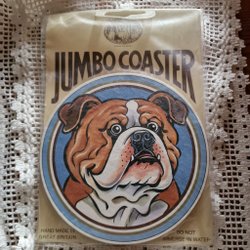 JUMBO COASTER
HAND MADE IN
GREAT BRITAIN
DO NOT
IMMERSE IN WATER